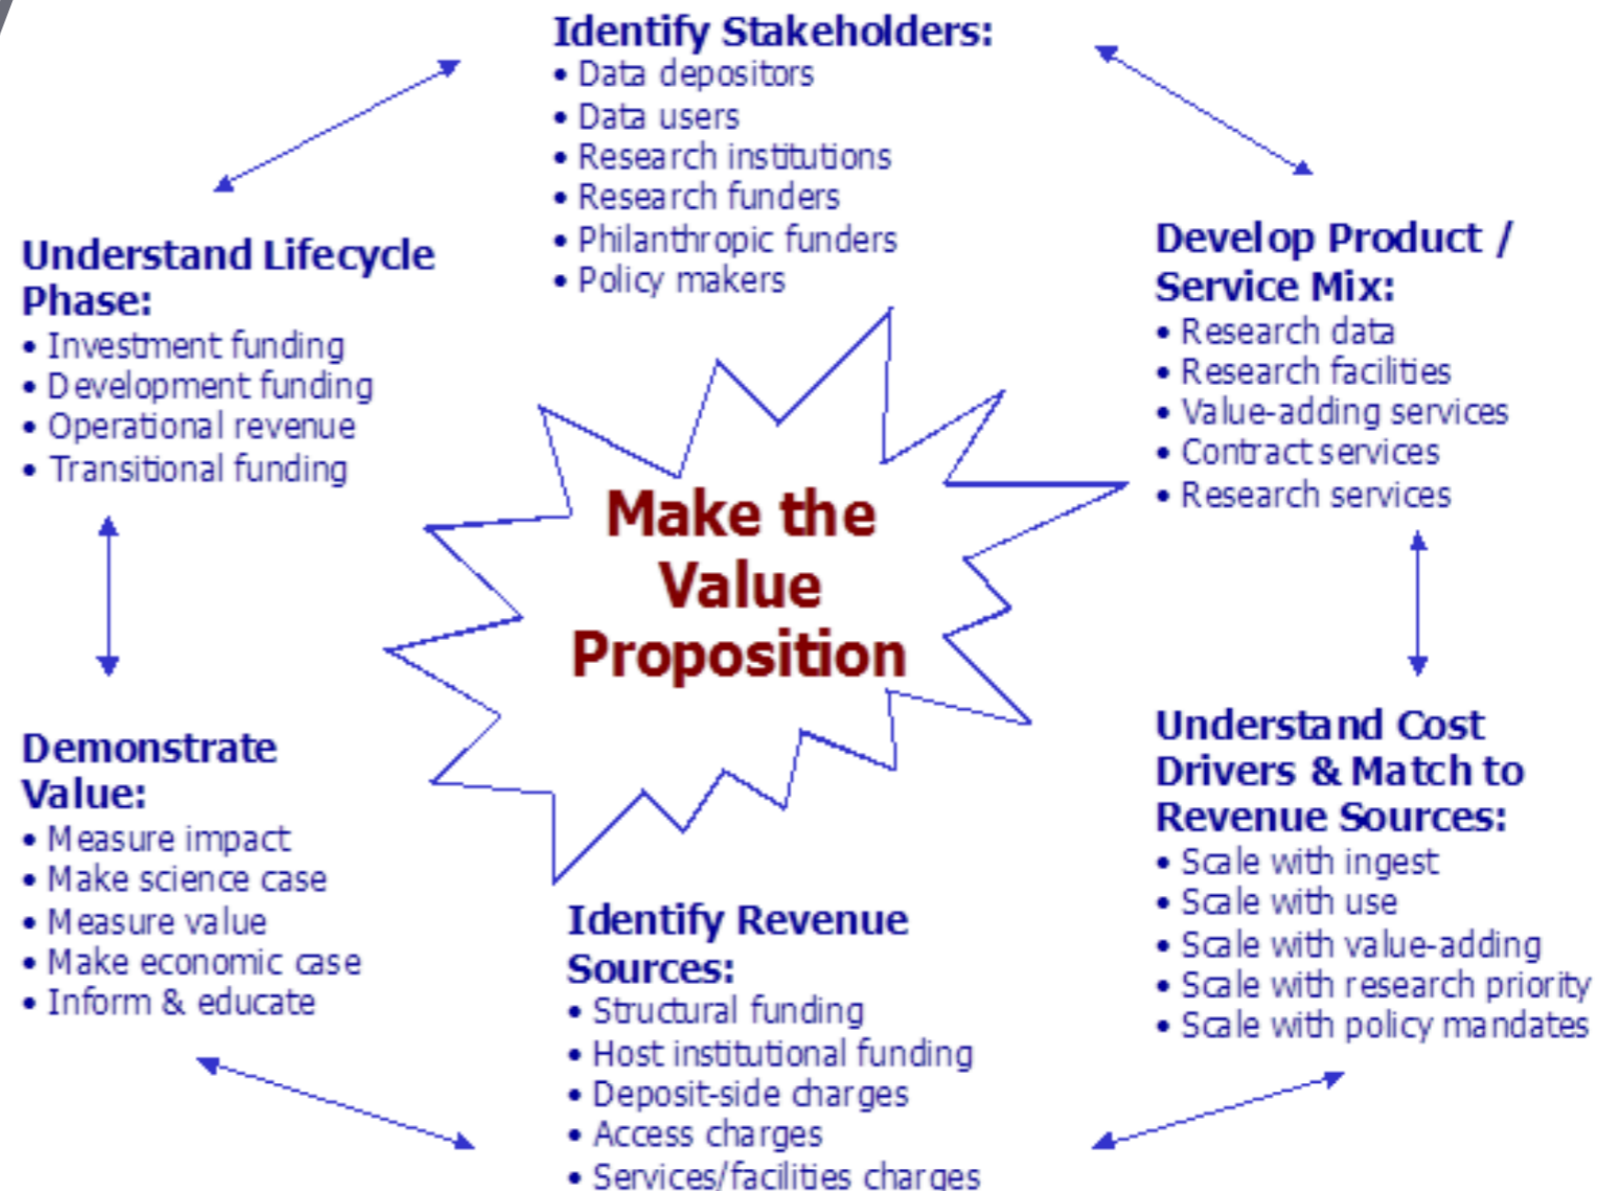 Identify Stakeholders:
• Data depositors
• Data users
• Research institutions
• Research funders
• Philanthropic funders
• Policy makers
Develop Product /
Service Mix:
• Research data
• Research facilities
• Value-adding services
• Contract services
• Research services
Understand Cost
Drivers & Match to
Revenue Sources:
• Scale with ingest
• Scale with use
• Scale with value-adding
• Scale with research priority
• Scale with policy mandates
Identify Revenue
Sources:
• Structural funding
• Host institutional funding
• Deposit-side charges
• Access charges
• Services/facilities charges
Demonstrate
Value:
• Measure impact
• Make science case
• Measure value
• Make economic case
• Inform & educate
Understand Lifecycle
Phase:
• Investment funding
• Development funding
• Operational revenue
• Transitional funding
Make the
Value
Proposition